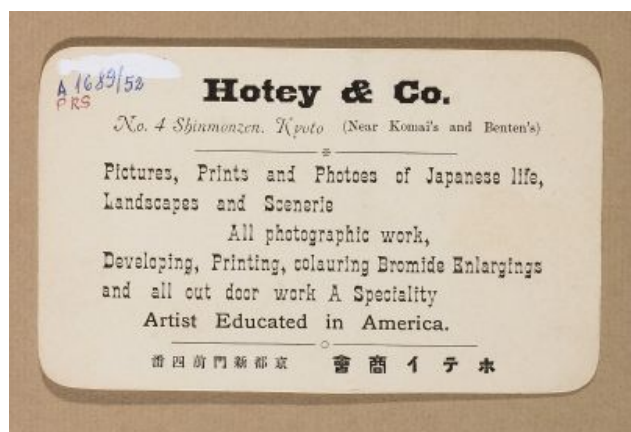 A 1689/52
PRS
Hotey & Co.
No. 4 Shinmonzen. Kyoto (Near Komai's and Benten's)
Pictures, Prints and Photoes of Japanese life,
Landscapes and Scenerie
All photographic work,
Developing, Printing, colauring Bromide Enlargings
and all out door work A Speciality
Artist Educated in America.
ホテイ商會 京都新門前四番